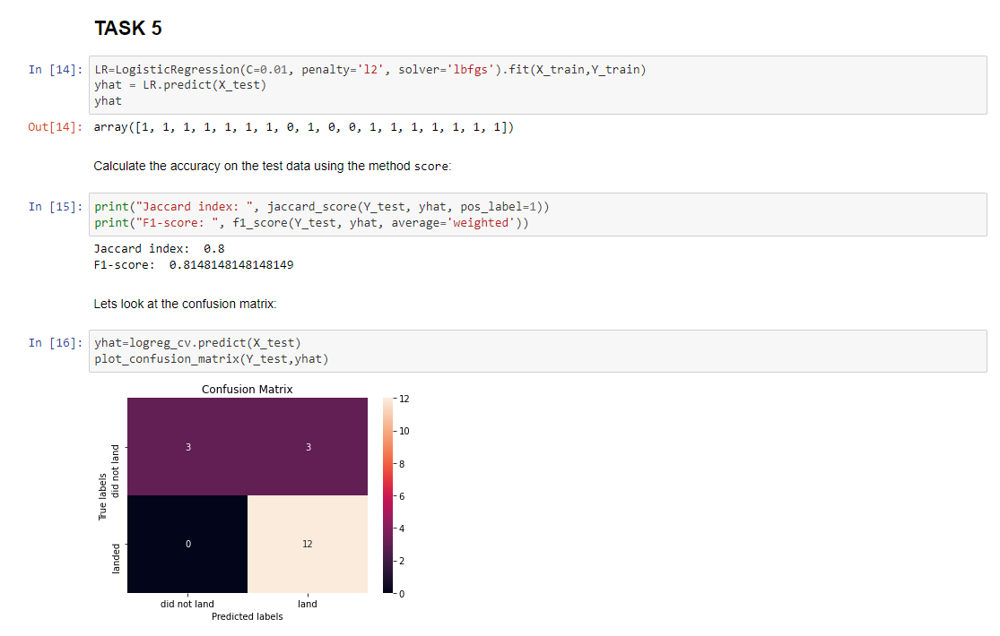 TASK 5
In [14]: LR=LogisticRegression(C=0.01, penalty='l2', solver='lbfgs').fit(X_train,Y_train)
yhat = LR.predict(X_test)
yhat
Out[14]: array([1, 1, 1, 1, 1, 1, 1, 0, 1, 0, 0, 1, 1, 1, 1, 1, 1, 1])
Calculate the accuracy on the test data using the method score:
In [15]: print("Jaccard index: ", jaccard_score(Y_test, yhat, pos_label=1))
print("F1-score: ", f1_score(Y_test, yhat, average='weighted'))
Jaccard index:  0.8
F1-score:  0.8148148148148149
Lets look at the confusion matrix:
In [16]: yhat=logreg_cv.predict(X_test)
plot_confusion_matrix(Y_test,yhat)
Confusion Matrix
True labels
did not land
landed
3 3
0 12
did not land land
Predicted labels
12
10
8
6
4
2
0